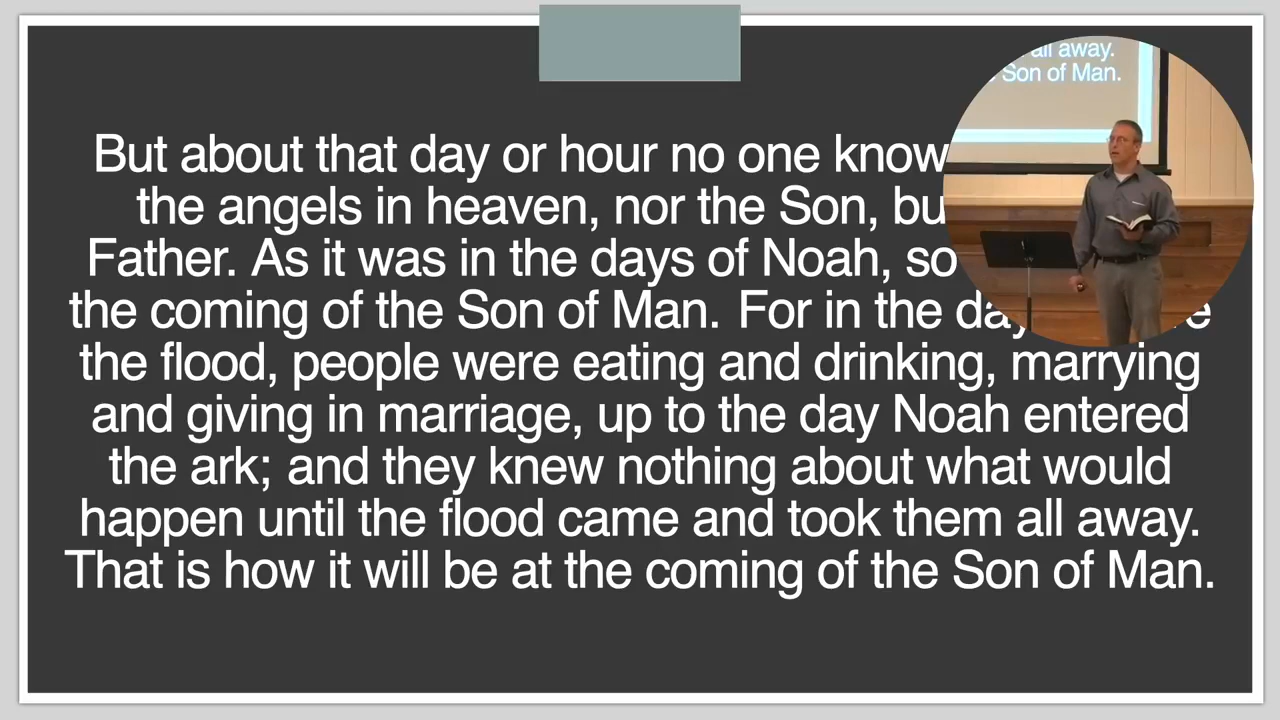 But about that day or hour no one know
the angels in heaven, nor the Son, bu
Father. As it was in the days of Noah, so
the coming of the Son of Man. For in the day
the flood, people were eating and drinking, marrying
and giving in marriage, up to the day Noah entered
the ark; and they knew nothing about what would
happen until the flood came and took them all away.
That is how it will be at the coming of the Son of Man.
all away.
Son of Man.